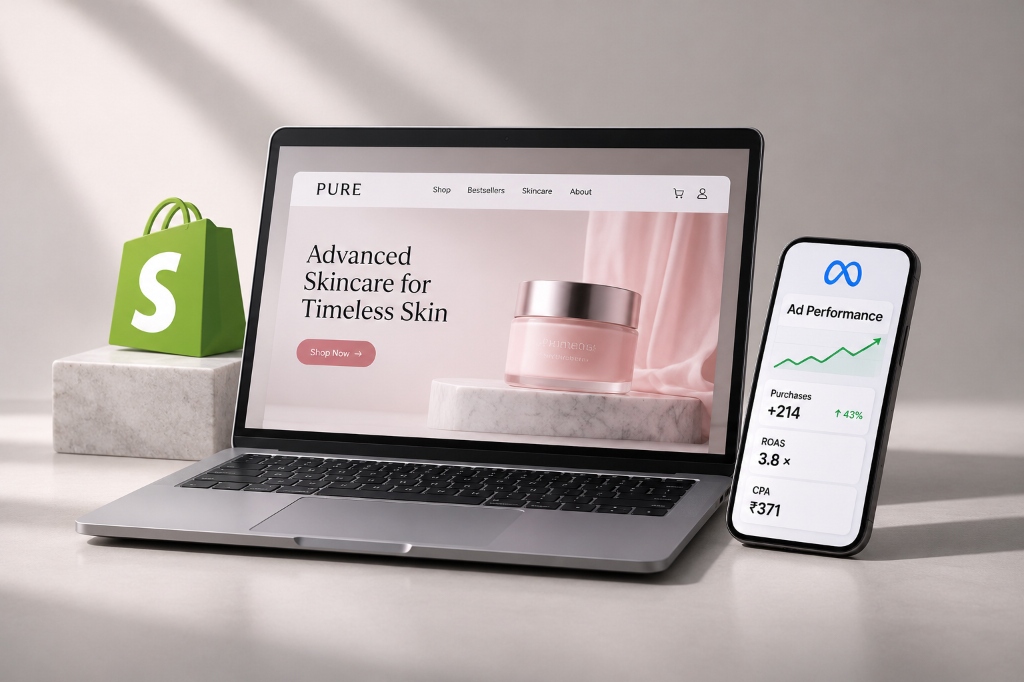 S
PURE
Shop Bestsellers Skincare About
Advanced
Skincare for
Timeless Skin
Shop Now →
Ad Performance
Purchases
+214 ↑ 43%
ROAS
3.8 ×
CPA
₹371